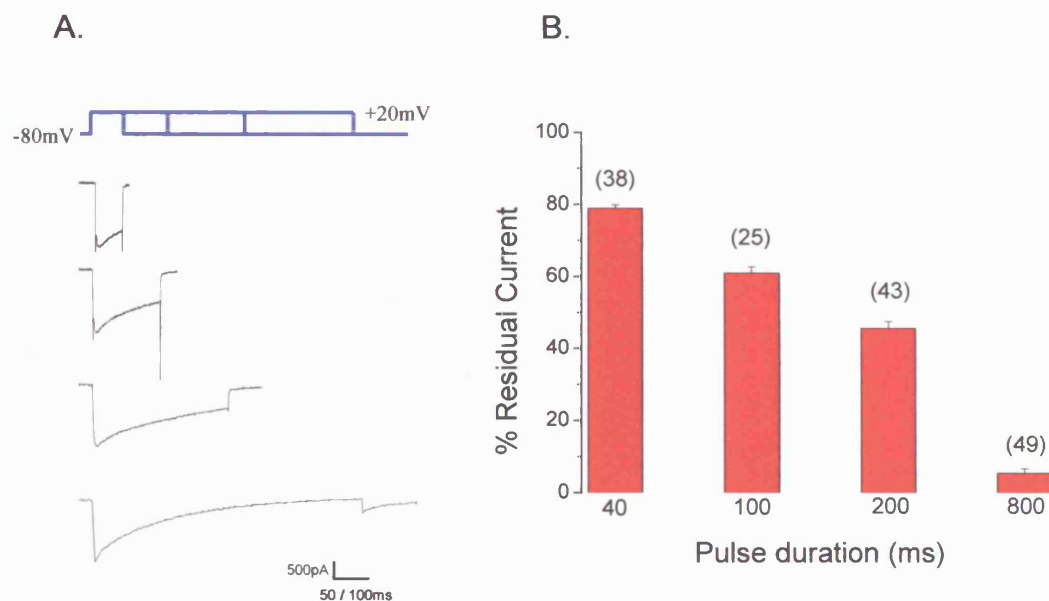 A.
-80mV
+20mV
500pA
50 / 100ms
B.
% Residual Current
100
80
60
40
20
0
(38)
(25)
(43)
(49)
40
100
200
800
Pulse duration (ms)